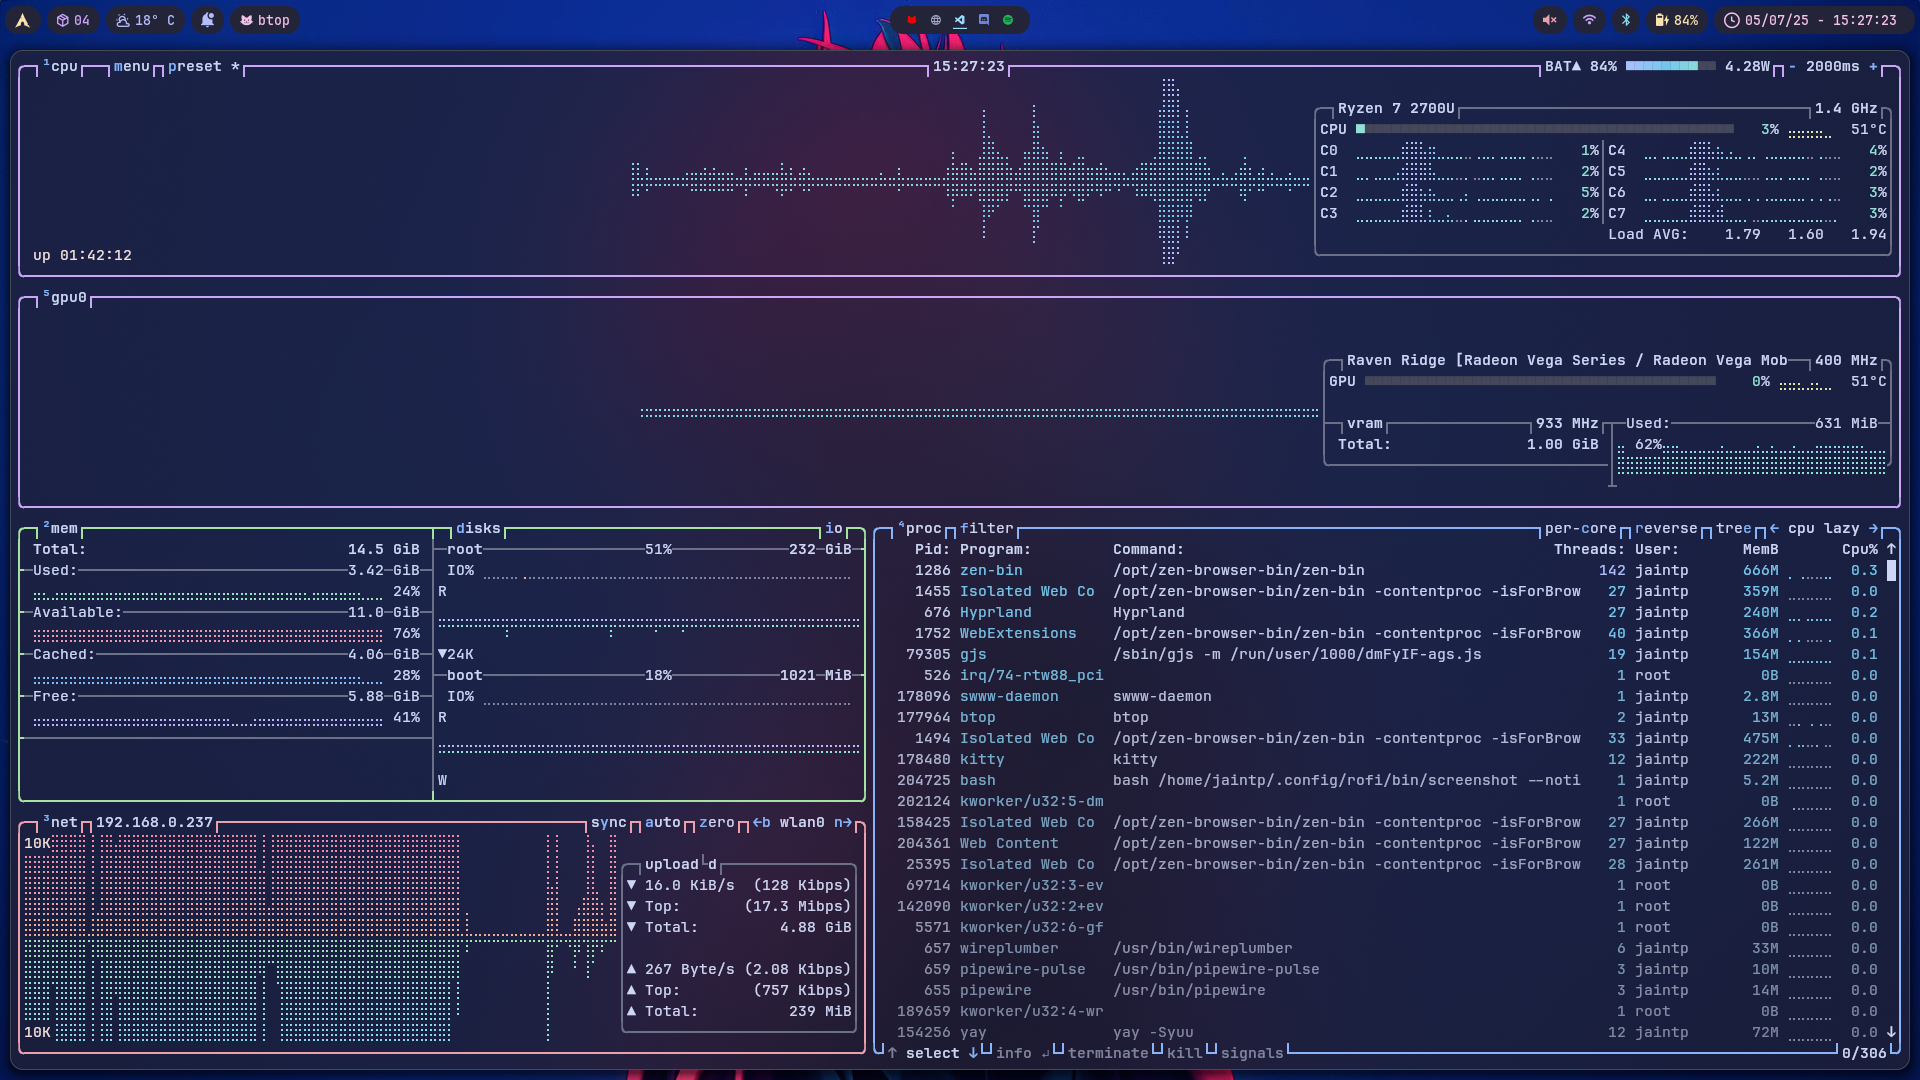 04 18° C btop 84% 05/07/25 - 15:27:23
¹cpu menu preset * 15:27:23 BAT▲ 84% 4.28W - 2000ms +
Ryzen 7 2700U 1.4 GHz
CPU 3% 51°C
C0 1% C4 4%
C1 2% C5 2%
C2 5% C6 3%
C3 2% C7 3%
Load AVG: 1.79 1.60 1.94
up 01:42:12
⁵gpu0
Raven Ridge [Radeon Vega Series / Radeon Vega Mob 400 MHz
GPU 0% 51°C
vram 933 MHz Used: 631 MiB
Total: 1.00 GiB 62%
²mem disks io
Total: 14.5 GiB
Used: 3.42 GiB
24%
Available: 11.0 GiB
76%
Cached: 4.06 GiB
28%
Free: 5.88 GiB
41%
root 51% 232 GiB
IO%
R
▼24K
boot 18% 1021 MiB
IO%
R
W
³net 192.168.0.237 sync auto zero ←b wlan0 n→
10K
upload d
▼ 16.0 KiB/s (128 Kibps)
▼ Top: (17.3 Mibps)
▼ Total: 4.88 GiB
▲ 267 Byte/s (2.08 Kibps)
▲ Top: (757 Kibps)
▲ Total: 239 MiB
10K
⁴proc filter per-core reverse tree ← cpu lazy →
Pid: Program: Command: Threads: User: MemB Cpu% ↑
1286 zen-bin /opt/zen-browser-bin/zen-bin 142 jaintp 666M 0.3
1455 Isolated Web Co /opt/zen-browser-bin/zen-bin -contentproc -isForBrow 27 jaintp 359M 0.0
676 Hyprland Hyprland 27 jaintp 240M 0.2
1752 WebExtensions /opt/zen-browser-bin/zen-bin -contentproc -isForBrow 40 jaintp 366M 0.1
79305 gjs /sbin/gjs -m /run/user/1000/dmFyIF-ags.js 19 jaintp 154M 0.1
526 irq/74-rtw88_pci 1 root 0B 0.0
178096 swww-daemon swww-daemon 1 jaintp 2.8M 0.0
177964 btop btop 2 jaintp 13M 0.0
1494 Isolated Web Co /opt/zen-browser-bin/zen-bin -contentproc -isForBrow 33 jaintp 475M 0.0
178480 kitty kitty 12 jaintp 222M 0.0
204725 bash bash /home/jaintp/.config/rofi/bin/screenshot --noti 1 jaintp 5.2M 0.0
202124 kworker/u32:5-dm 1 root 0B 0.0
158425 Isolated Web Co /opt/zen-browser-bin/zen-bin -contentproc -isForBrow 27 jaintp 266M 0.0
204361 Web Content /opt/zen-browser-bin/zen-bin -contentproc -isForBrow 27 jaintp 122M 0.0
25395 Isolated Web Co /opt/zen-browser-bin/zen-bin -contentproc -isForBrow 28 jaintp 261M 0.0
69714 kworker/u32:3-ev 1 root 0B 0.0
142090 kworker/u32:2+ev 1 root 0B 0.0
5571 kworker/u32:6-gf 1 root 0B 0.0
657 wireplumber /usr/bin/wireplumber 6 jaintp 33M 0.0
659 pipewire-pulse /usr/bin/pipewire-pulse 3 jaintp 10M 0.0
655 pipewire /usr/bin/pipewire 3 jaintp 14M 0.0
189659 kworker/u32:4-wr 1 root 0B 0.0
154256 yay yay -Syuu 12 jaintp 72M 0.0 ↓
↑ select ↓ info ↵ terminate kill signals 0/306